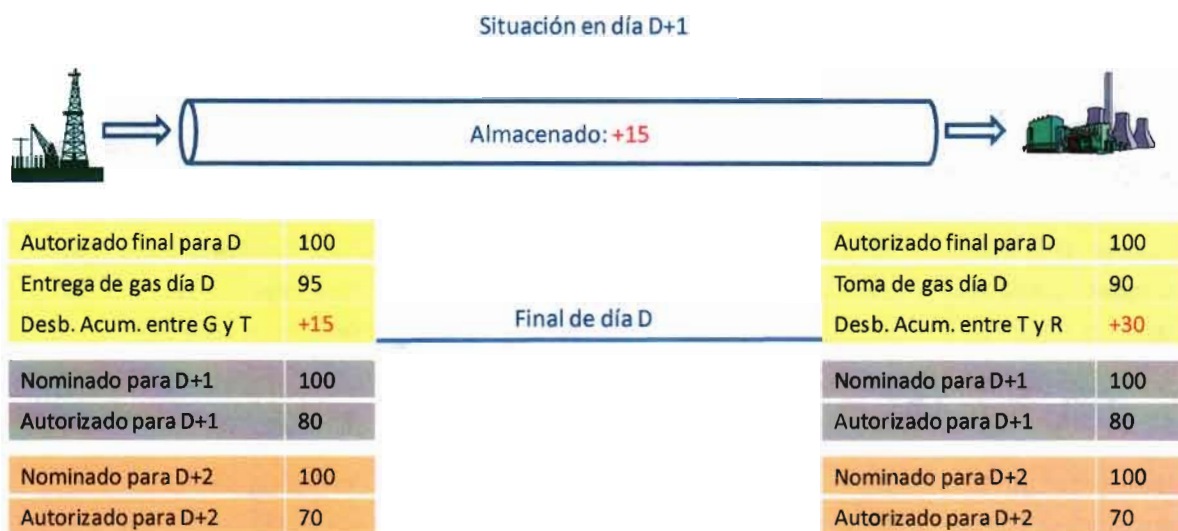 Situación en día D+1
Almacenado: +15
Autorizado final para D 100
Entrega de gas día D 95
Desb. Acum. entre G y T +15
Nominado para D+1 100
Autorizado para D+1 80
Nominado para D+2 100
Autorizado para D+2 70
Final de día D
Autorizado final para D 100
Toma de gas día D 90
Desb. Acum. entre T y R +30
Nominado para D+1 100
Autorizado para D+1 80
Nominado para D+2 100
Autorizado para D+2 70